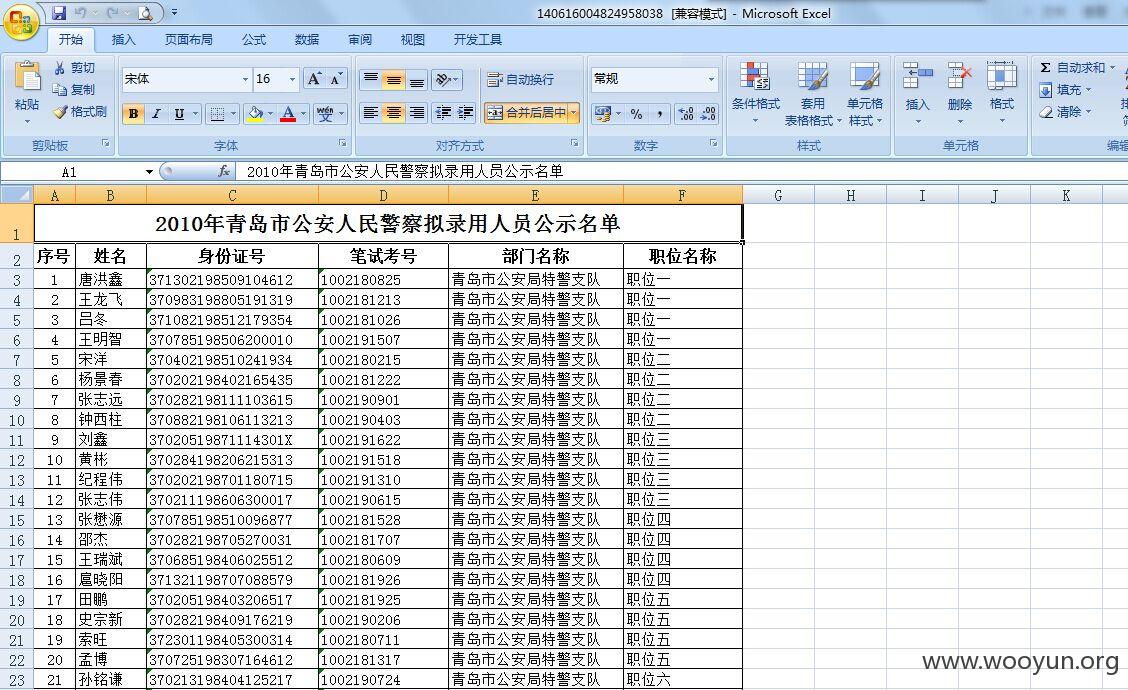 140616004824958038 [兼容模式] - Microsoft Excel
开始 插入 页面布局 公式 数据 审阅 视图 开发工具
粘贴 剪切 复制 格式刷
宋体 16
B I U
自动换行
合并后居中
常规
条件格式 套用表格格式 单元格样式
插入 删除 格式
Σ 自动求和
填充
清除
剪贴板 字体 对齐方式 数字 样式 单元格
A1 fx 2010年青岛市公安人民警察拟录用人员公示名单
A B C D E F G H I J K
1 2010年青岛市公安人民警察拟录用人员公示名单
2 序号 姓名 身份证号 笔试考号 部门名称 职位名称
3 1 唐洪鑫 371302198509104612 1002180825 青岛市公安局特警支队 职位一
4 2 王龙飞 370983198805191319 1002181213 青岛市公安局特警支队 职位一
5 3 吕冬 371082198512179354 1002181026 青岛市公安局特警支队 职位一
6 4 王明智 370785198506200010 1002191507 青岛市公安局特警支队 职位一
7 5 宋洋 370402198510241934 1002180215 青岛市公安局特警支队 职位二
8 6 杨景春 370202198402165435 1002181222 青岛市公安局特警支队 职位二
9 7 张志远 370282198111103615 1002190901 青岛市公安局特警支队 职位二
10 8 钟西柱 370882198106113213 1002190403 青岛市公安局特警支队 职位二
11 9 刘鑫 37020519871114301X 1002191622 青岛市公安局特警支队 职位三
12 10 黄彬 370284198206215313 1002191518 青岛市公安局特警支队 职位三
13 11 纪程伟 370202198701180715 1002191310 青岛市公安局特警支队 职位三
14 12 张志伟 370211198606300017 1002190615 青岛市公安局特警支队 职位三
15 13 张懋源 370785198510096877 1002181528 青岛市公安局特警支队 职位四
16 14 邵杰 370282198705270031 1002181707 青岛市公安局特警支队 职位四
17 15 王瑞斌 370685198406025512 1002180609 青岛市公安局特警支队 职位四
18 16 扈晓阳 371321198707088579 1002181926 青岛市公安局特警支队 职位四
19 17 田鹏 370205198403206517 1002181925 青岛市公安局特警支队 职位五
20 18 史宗新 370282198409176219 1002190206 青岛市公安局特警支队 职位五
21 19 索旺 372301198405300314 1002180711 青岛市公安局特警支队 职位五
22 20 孟博 370725198307164612 1002181317 青岛市公安局特警支队 职位五
23 21 孙铭谦 370213198404125217 1002190724 青岛市公安局特警支队 职位六
www.wooyun.org